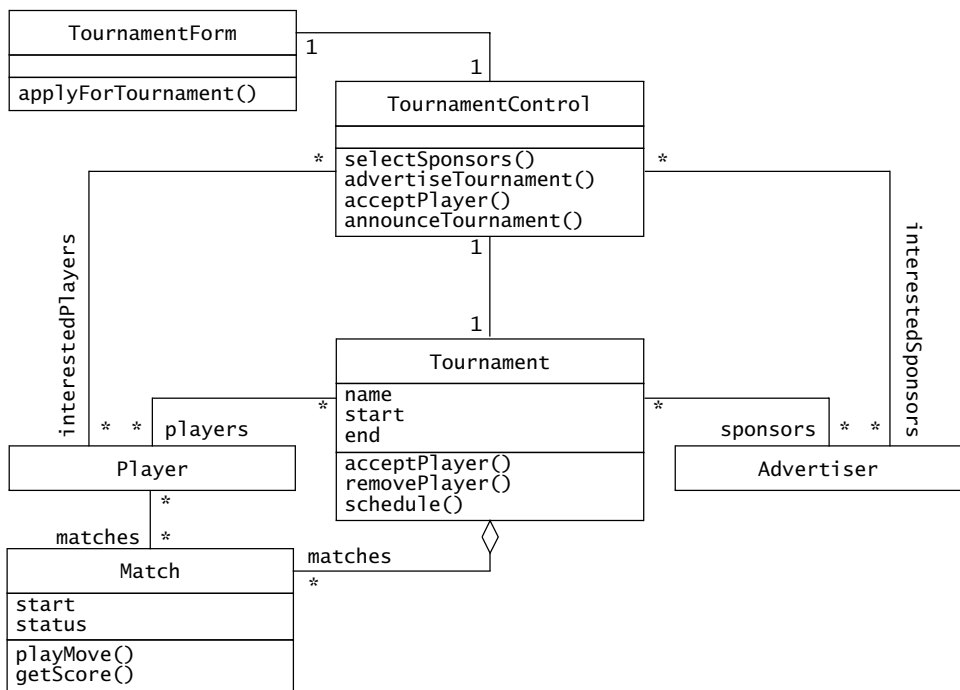 TournamentForm
applyForTournament()
1
1
TournamentControl
selectSponsors()
advertiseTournament()
acceptPlayer()
announceTournament()
*
*
interestedPlayers
interestedSponsors
1
1
Tournament
name
start
end
acceptPlayer()
removePlayer()
schedule()
*
*
* * players
sponsors * *
Player
Advertiser
*
matches *
matches
*
Match
start
status
playMove()
getScore()